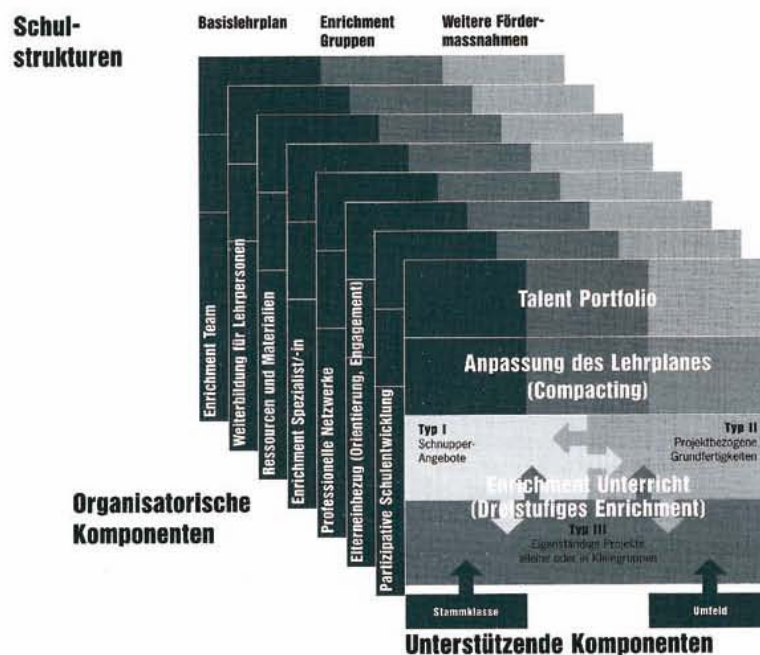 Schul-
strukturen
Basislehrplan
Enrichment
Gruppen
Weitere Förder-
massnahmen
Enrichment Team
Weiterbildung für Lehrpersonen
Ressourcen und Materialien
Enrichment Spezialist/-in
Professionelle Netzwerke
Elterneinbezug (Orientierung, Engagement)
Partizipative Schulentwicklung
Organisatorische
Komponenten
Talent Portfolio
Anpassung des Lehrplanes
(Compacting)
Typ I
Schnupper-
Angebote
Typ II
Projektbezogene
Grundfertigkeiten
Enrichment Unterricht
(Dreistufiges Enrichment)
Typ III
Eigenständige Projekte
alleine oder in Kleingruppen
Stammklasse
Umfeld
Unterstützende Komponenten